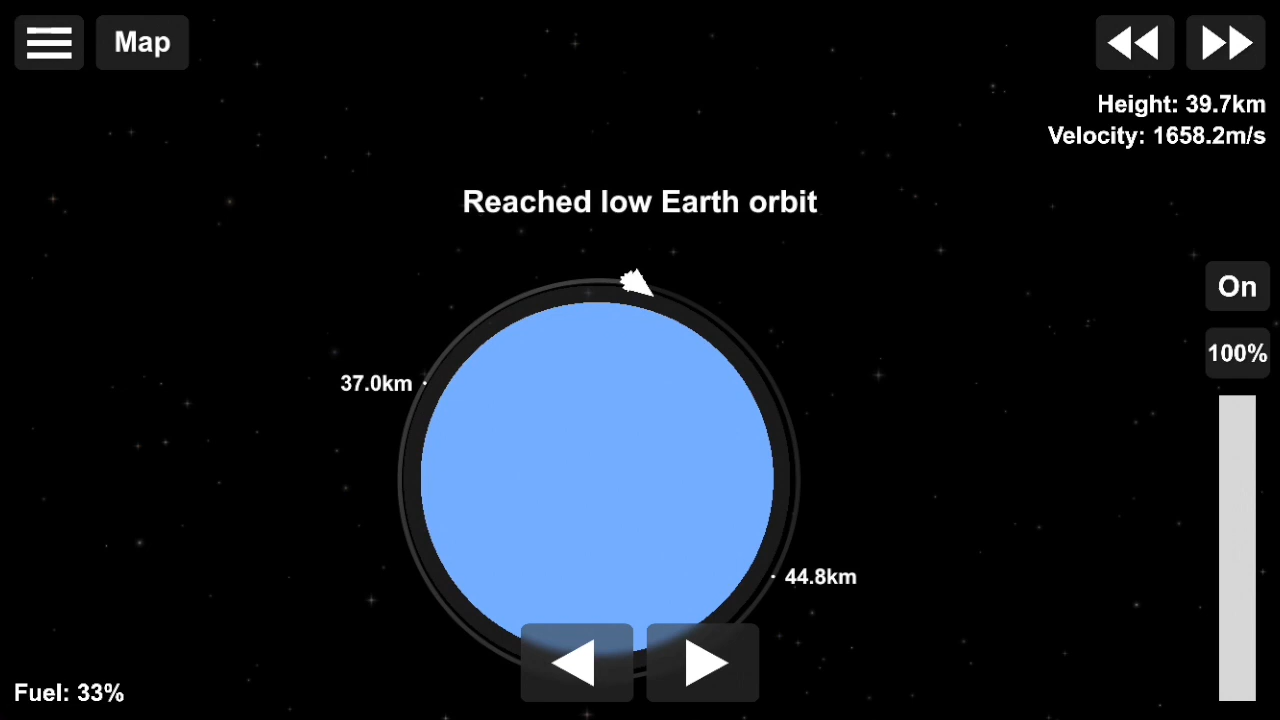 Map
Height: 39.7km
Velocity: 1658.2m/s
Reached low Earth orbit
On
100%
37.0km
44.8km
Fuel: 33%